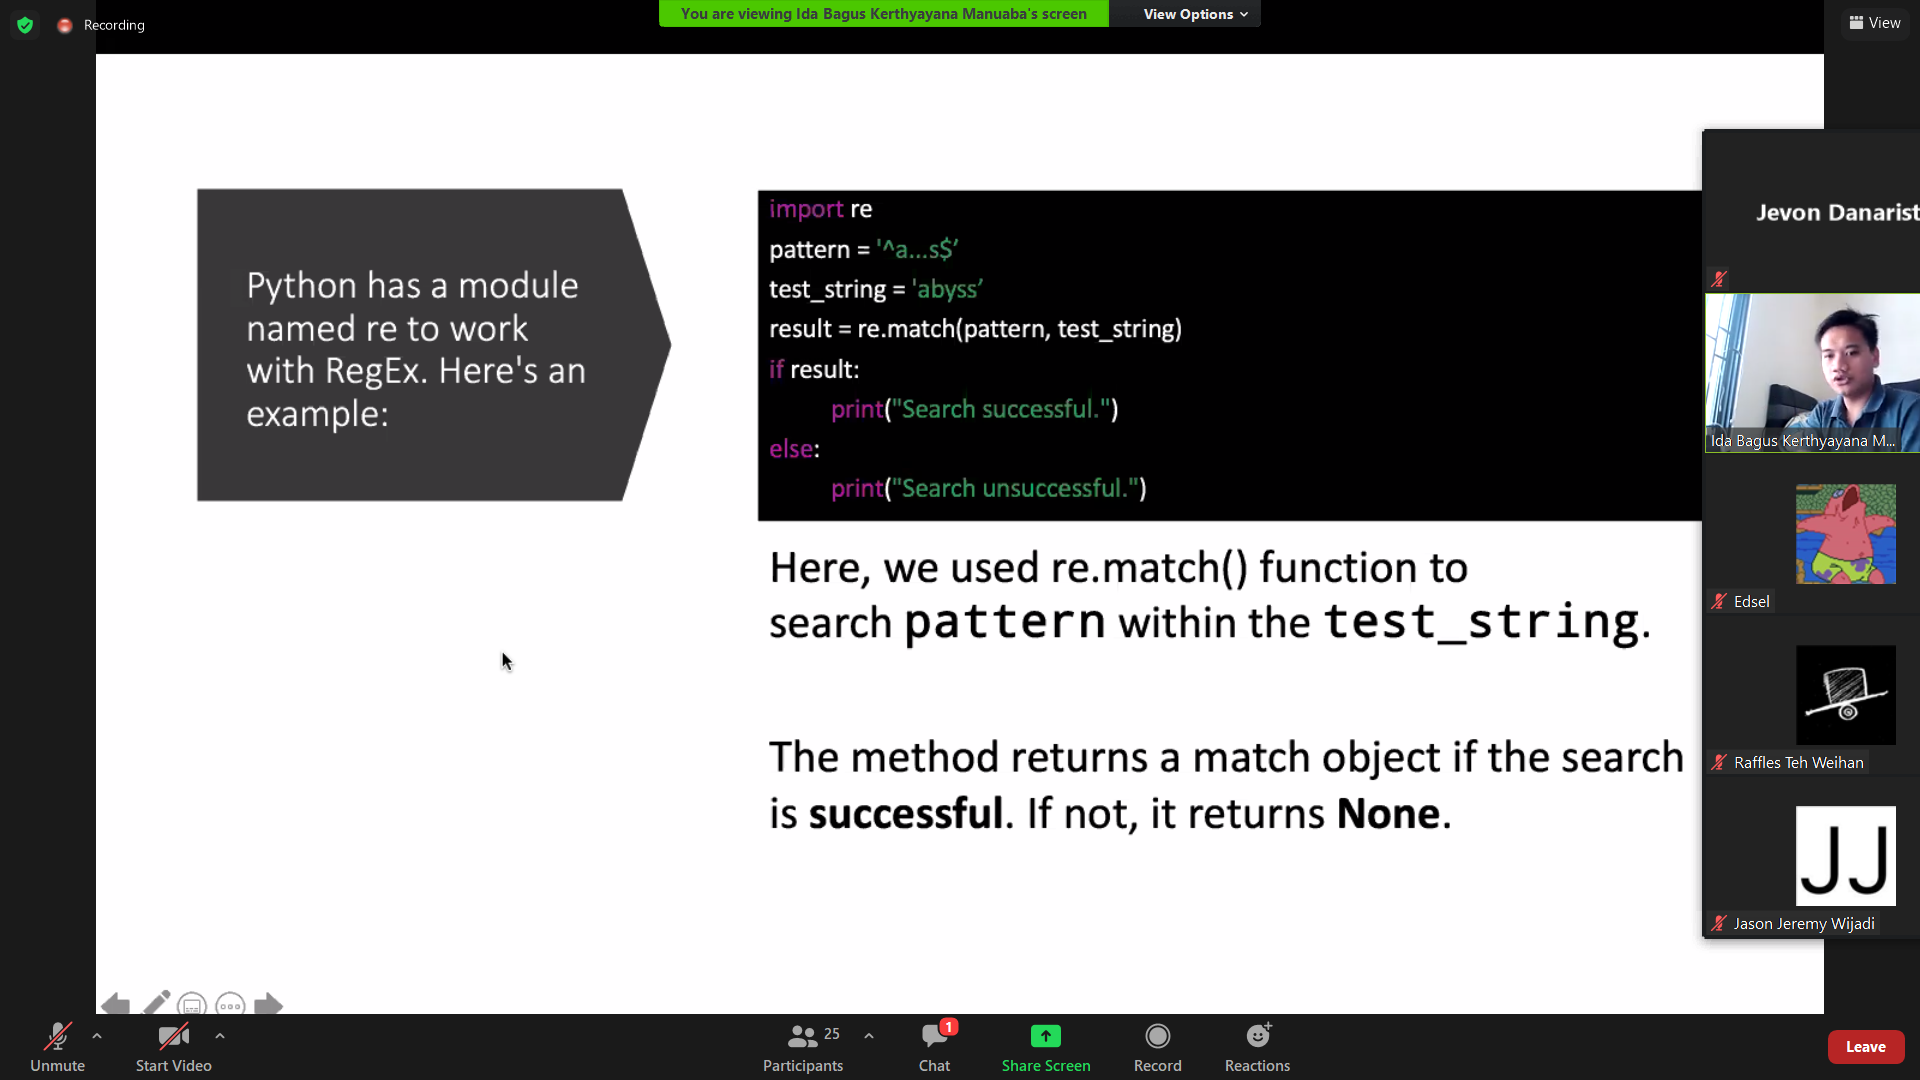 Recording
You are viewing Ida Bagus Kerthyayana Manuaba's screen
View Options
View
Python has a module
named re to work
with RegEx. Here's an
example:
import re
pattern = '^a...s$’
test_string = 'abyss’
result = re.match(pattern, test_string)
if result:
print("Search successful.")
else:
print("Search unsuccessful.")
Here, we used re.match() function to
search pattern within the test_string.
The method returns a match object if the search
is successful. If not, it returns None.
Jevon Danarist
Ida Bagus Kerthyayana M...
Edsel
Raffles Teh Weihan
JJ
Jason Jeremy Wijadi
Unmute
Start Video
Participants
25
Chat
1
Share Screen
Record
Reactions
Leave